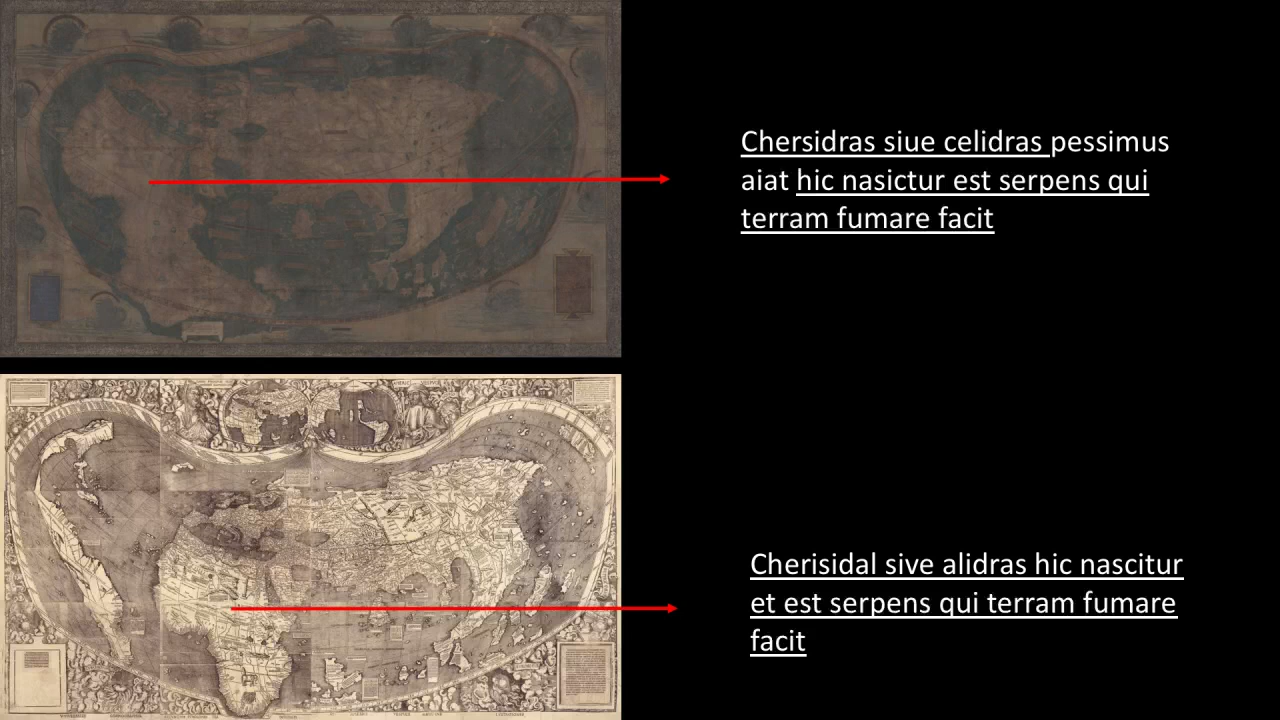 Chersidras siue celidras pessimus
aiat hic nasictur est serpens qui
terram fumare facit
Cherisidal sive alidras hic nascitur
et est serpens qui terram fumare
facit